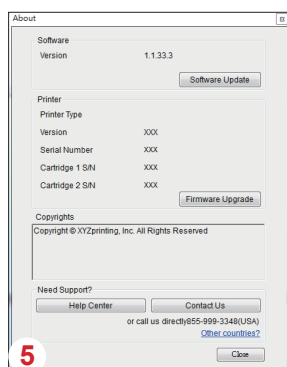 About
Software
Version 1.1.33.3
Software Update
Printer
Printer Type
Version XXX
Serial Number XXX
Cartridge 1 S/N XXX
Cartridge 2 S/N XXX
Firmware Upgrade
Copyrights
Copyright © XYZprinting, Inc. All Rights Reserved
Need Support?
Help Center Contact Us
or call us directly855-999-3348(USA)
Other countries?
5 Close